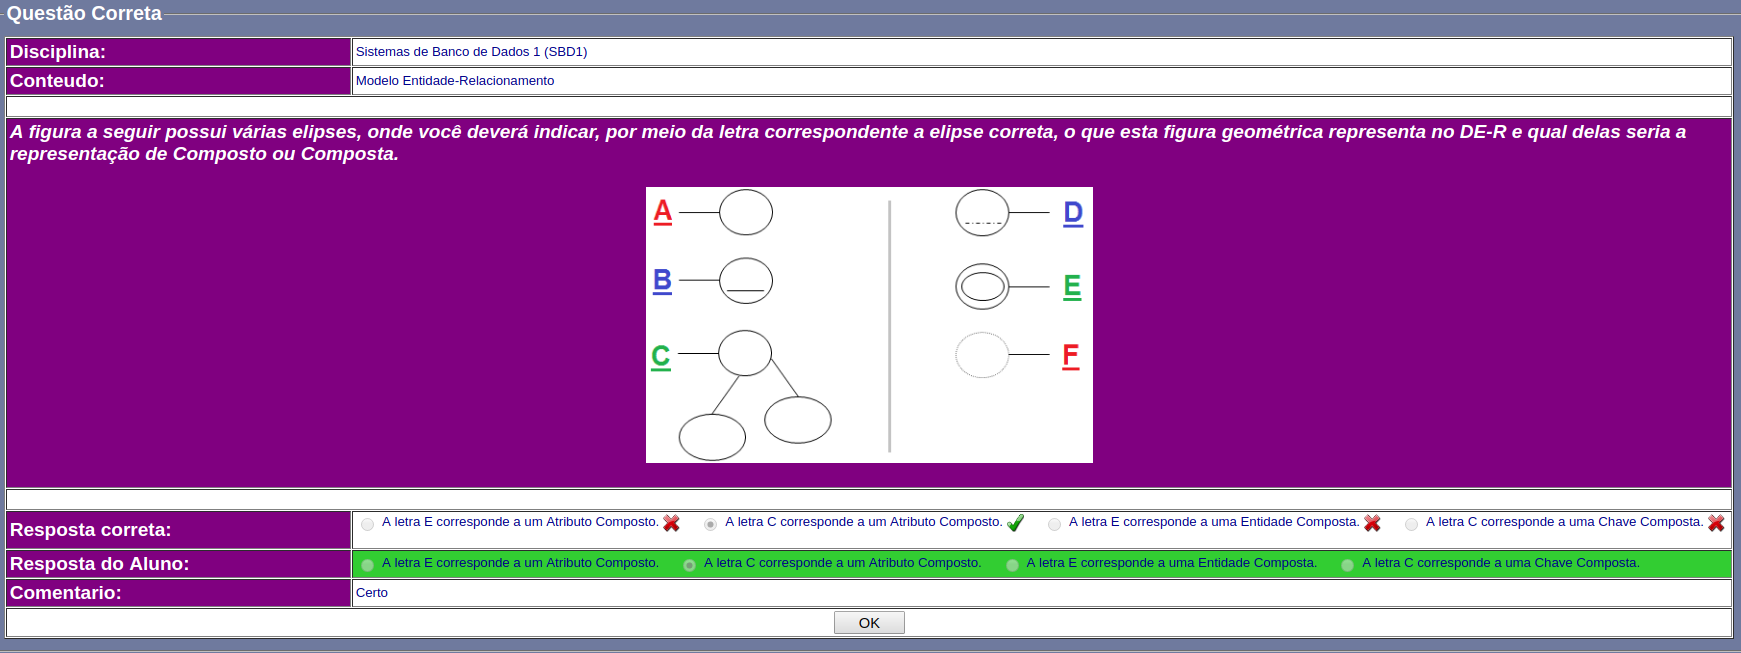 Questão Correta
Disciplina: Sistemas de Banco de Dados 1 (SBD1)
Conteudo: Modelo Entidade-Relacionamento
A figura a seguir possui várias elipses, onde você deverá indicar, por meio da letra correspondente a elipse correta, o que esta figura geométrica representa no DE-R e qual delas seria a
representação de Composto ou Composta.
A D
B E
C F
Resposta correta: A letra E corresponde a um Atributo Composto. A letra C corresponde a um Atributo Composto. A letra E corresponde a uma Entidade Composta. A letra C corresponde a uma Chave Composta.
Resposta do Aluno: A letra E corresponde a um Atributo Composto. A letra C corresponde a um Atributo Composto. A letra E corresponde a uma Entidade Composta. A letra C corresponde a uma Chave Composta.
Comentario: Certo
OK